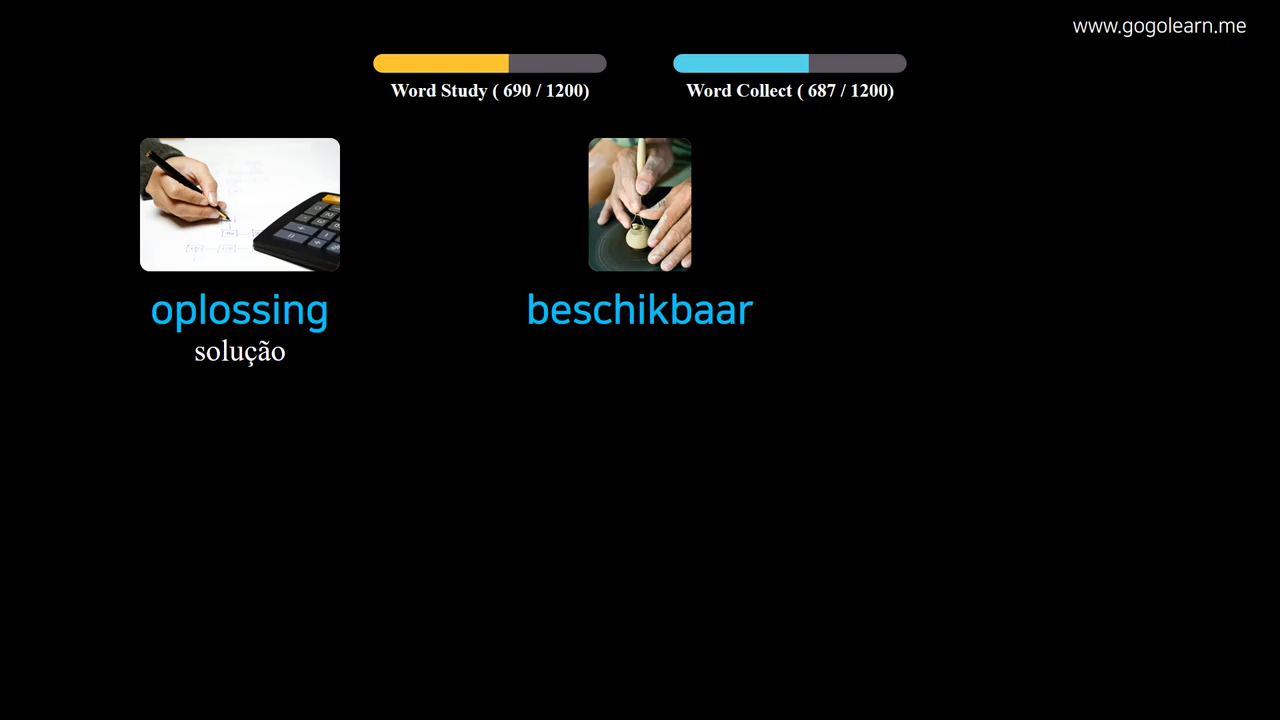 www.gogolearn.me
Word Study ( 690 / 1200)
Word Collect ( 687 / 1200)
oplossing
solução
beschikbaar